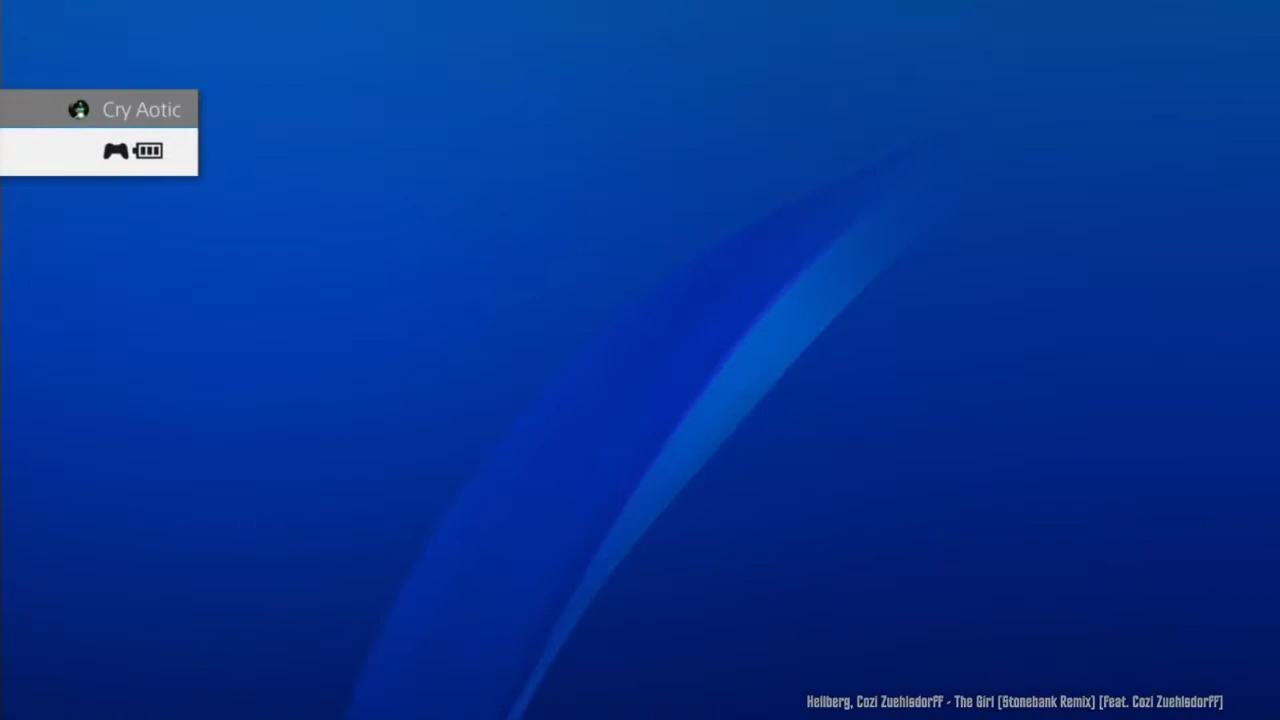 Cry Aotic
Hellberg, Cozi Zuehlsdorff - The Girl [Stonebank Remix] [Feat. Cozi Zuehlsdorff]